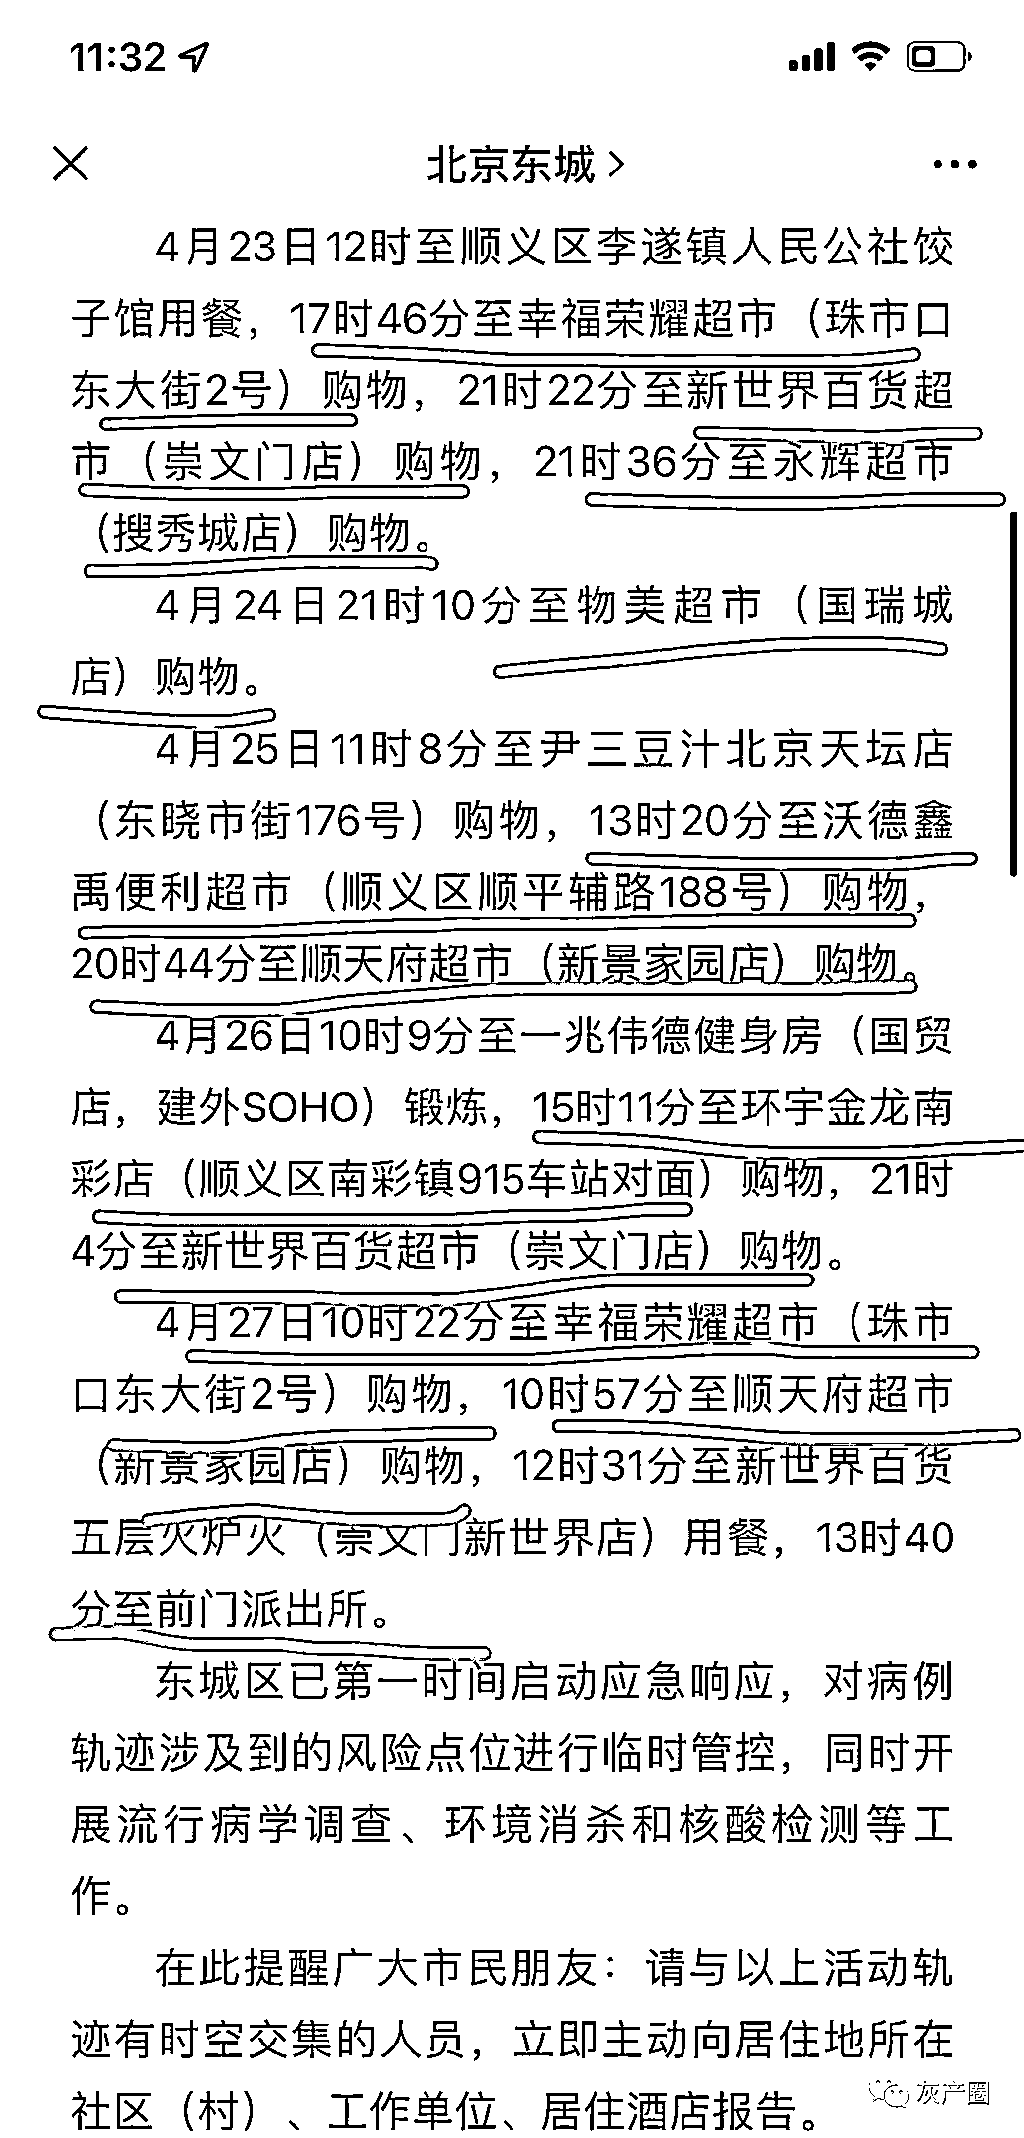 11:32
北京东城
4月23日12时至顺义区李遂镇人民公社饺
子馆用餐，17时46分至幸福荣耀超市（珠市口
东大街2号）购物，21时22分至新世界百货超
市（崇文门店）购物，21时36分至永辉超市
（搜秀城店）购物。
4月24日21时10分至物美超市（国瑞城
店）购物。
4月25日11时8分至尹三豆汁北京天坛店
（东晓市街176号）购物，13时20分至沃德鑫
禹便利超市（顺义区顺平辅路188号）购物，
20时44分至顺天府超市（新景家园店）购物。
4月26日10时9分至一兆伟德健身房（国贸
店，建外SOHO）锻炼，15时11分至环宇金龙南
彩店（顺义区南彩镇915车站对面）购物，21时
4分至新世界百货超市（崇文门店）购物。
4月27日10时22分至幸福荣耀超市（珠市
口东大街2号）购物，10时57分至顺天府超市
（新景家园店）购物，12时31分至新世界百货
五层火炉火（崇文门新世界店）用餐，13时40
分至前门派出所。
东城区已第一时间启动应急响应，对病例
轨迹涉及到的风险点位进行临时管控，同时开
展流行病学调查、环境消杀和核酸检测等工
作。
在此提醒广大市民朋友：请与以上活动轨
迹有时空交集的人员，立即主动向居住地所在
社区（村）、工作单位、居住酒店报告。
灰产圈